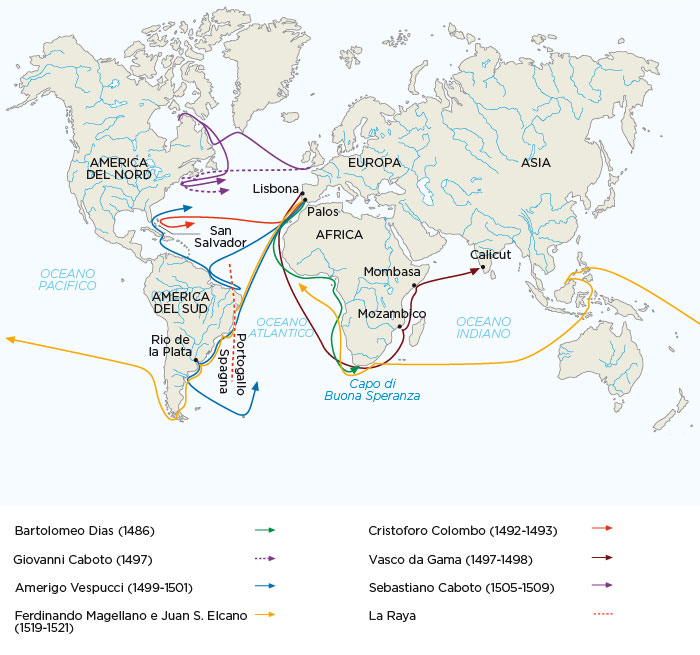 AMERICA
DEL NORD
EUROPA
ASIA
Lisbona
Palos
San
Salvador
AFRICA
Calicut
Mombasa
OCEANO
PACIFICO
AMERICA
DEL SUD
Mozambico
OCEANO
ATLANTICO
OCEANO
INDIANO
Rio de
la Plata
Portogallo
Spagna
Capo di
Buona Speranza
Bartolomeo Dias (1486)
Giovanni Caboto (1497)
Amerigo Vespucci (1499-1501)
Ferdinando Magellano e Juan S. Elcano
(1519-1521)
Cristoforo Colombo (1492-1493)
Vasco da Gama (1497-1498)
Sebastiano Caboto (1505-1509)
La Raya